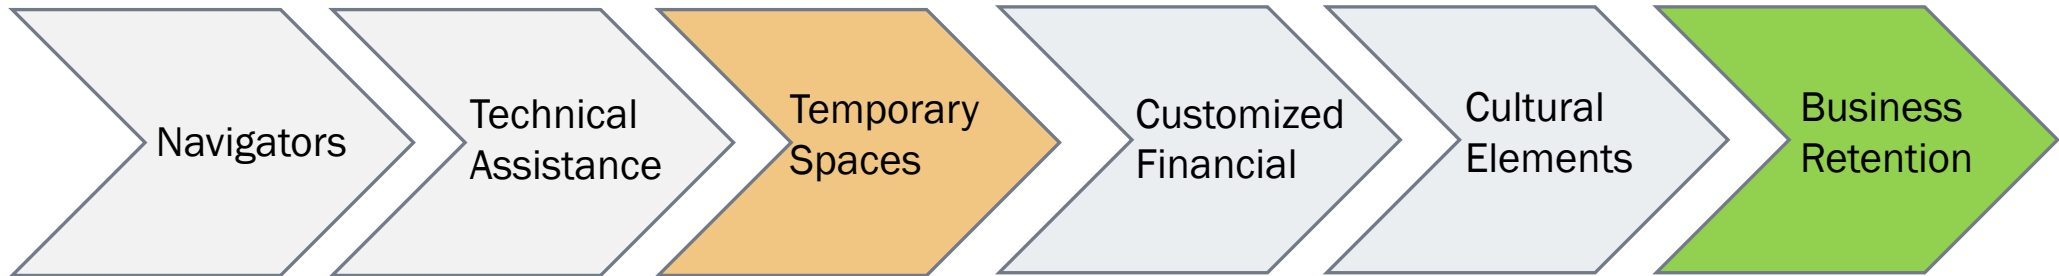 Navigators
Technical
Assistance
Temporary
Spaces
Customized
Financial
Cultural
Elements
Business
Retention